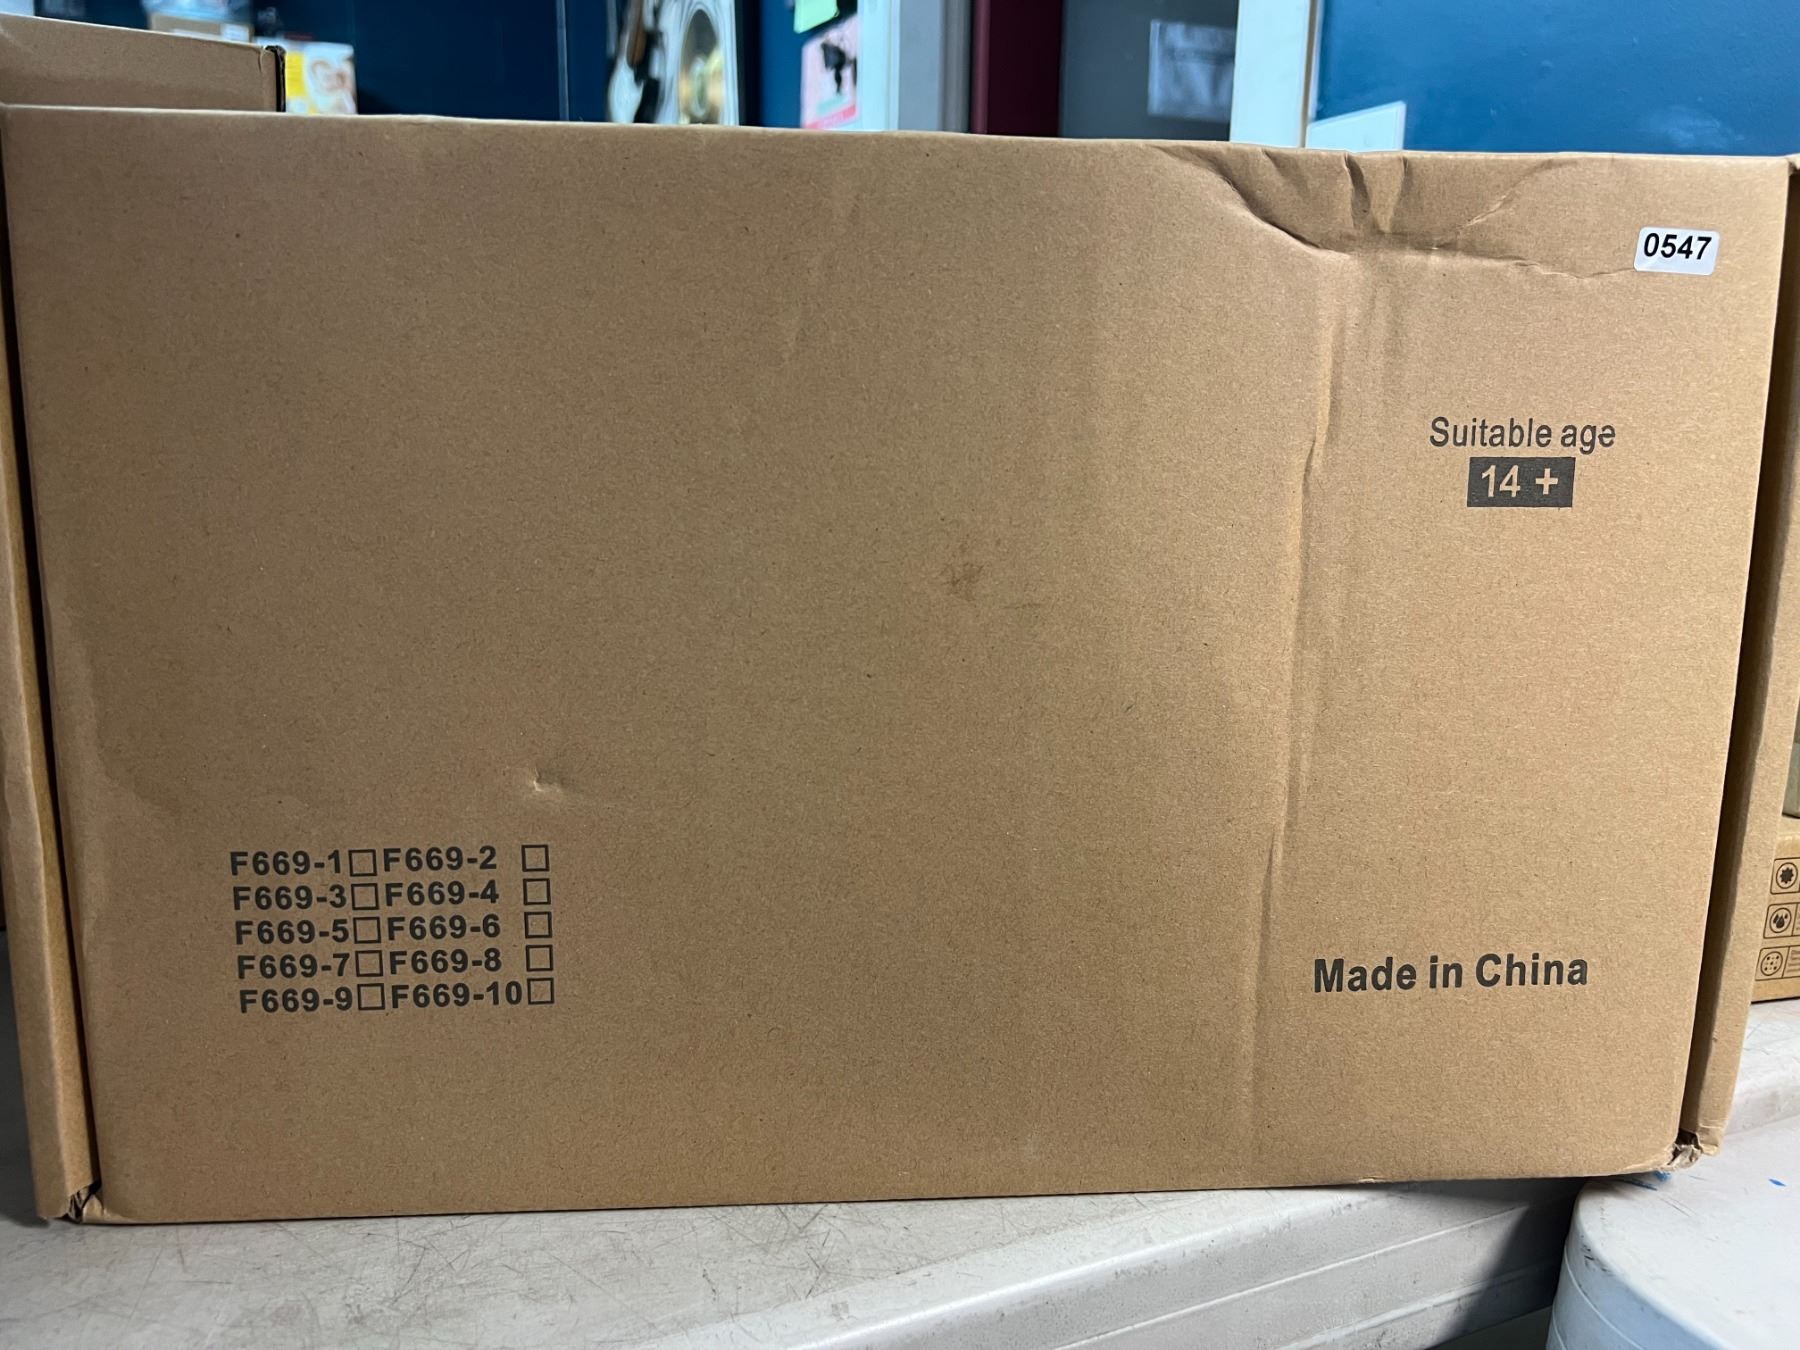 0547
Suitable age
14 +
F669-1☐F669-2 ☐
F669-3☐F669-4 ☐
F669-5☐F669-6 ☐
F669-7☐F669-8 ☐
F669-9☐F669-10☐
Made in China